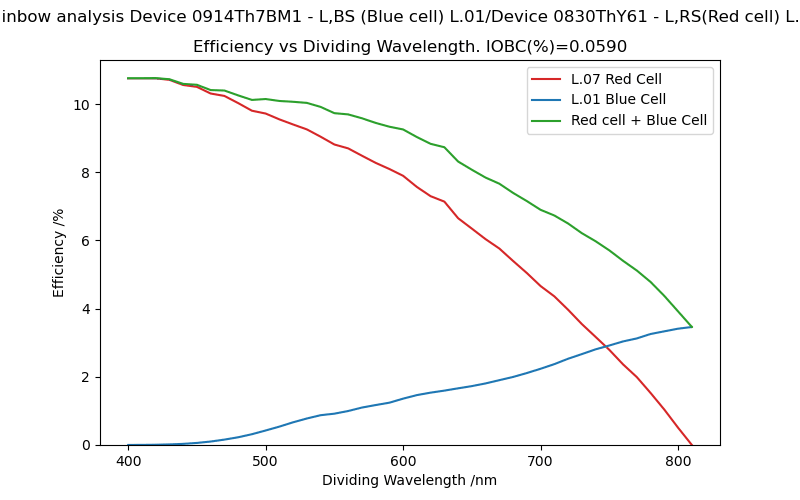 inbow analysis Device 0914Th7BM1 - L,BS (Blue cell) L.01/Device 0830ThY61 - L,RS(Red cell) L.
Efficiency vs Dividing Wavelength. IOBC(%)=0.0590
L.07 Red Cell
L.01 Blue Cell
Red cell + Blue Cell
Efficiency /%
10
8
6
4
2
0
400
500
600
700
800
Dividing Wavelength /nm